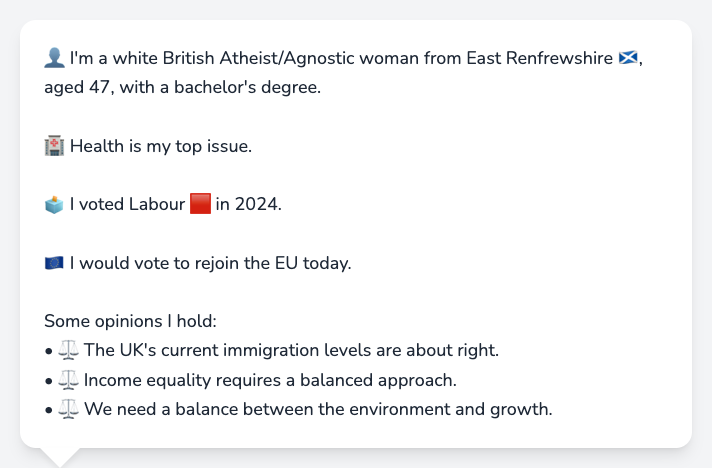 👤 I'm a white British Atheist/Agnostic woman from East Renfrewshire 🏴󠁧󠁢󠁳󠁣󠁴󠁿,
aged 47, with a bachelor's degree.
🏥 Health is my top issue.
🗳️ I voted Labour 🟥 in 2024.
🇪🇺 I would vote to rejoin the EU today.
Some opinions I hold:
• ⚖️ The UK's current immigration levels are about right.
• ⚖️ Income equality requires a balanced approach.
• ⚖️ We need a balance between the environment and growth.